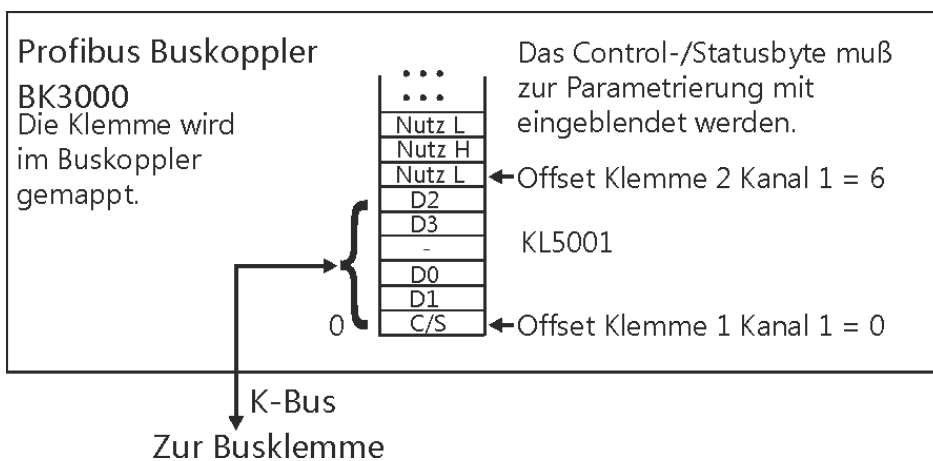 Profibus Buskoppler
BK3000
Die Klemme wird
im Buskoppler
gemappt.
Das Control-/Statusbyte muß
zur Parametrierung mit
eingeblendet werden.
Nutz L
Nutz H
Nutz L
Offset Klemme 2 Kanal 1 = 6
D2
D3
-
KL5001
D0
D1
0
C/S
Offset Klemme 1 Kanal 1 = 0
K-Bus
Zur Busklemme